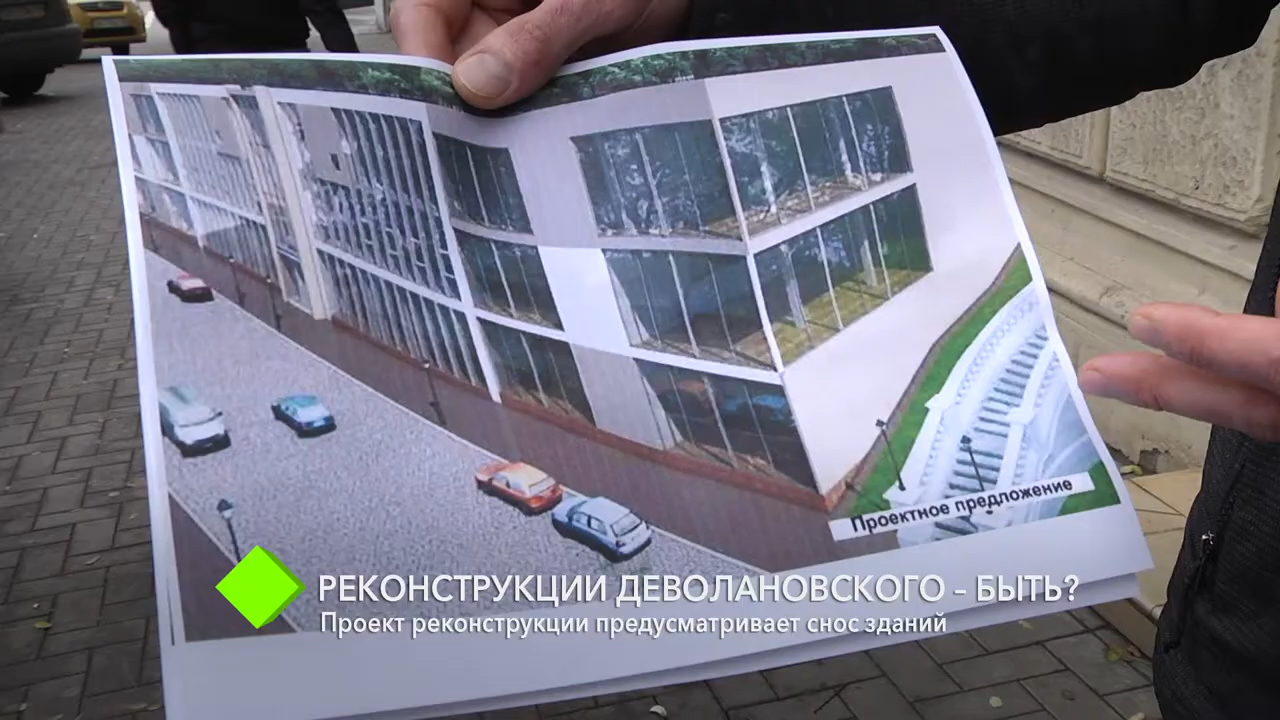 Проектное предложение
РЕКОНСТРУКЦИИ ДЕВОЛАНОВСКОГО - БЫТЬ?
Проект реконструкции предусматривает снос зданий